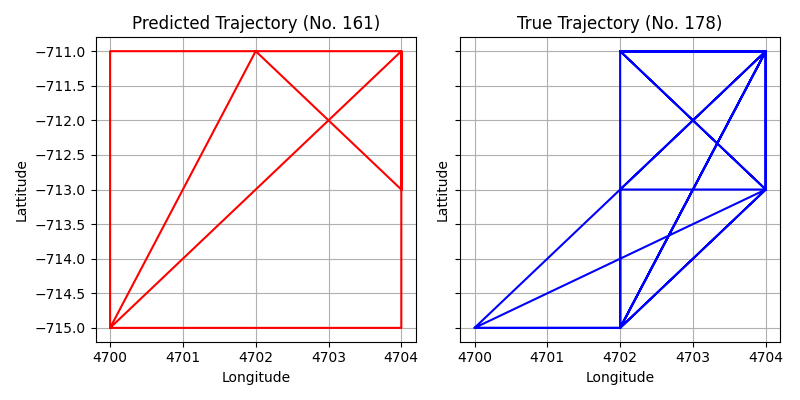 Predicted Trajectory (No. 161)
True Trajectory (No. 178)
−711.0
−711.5
−712.0
−712.5
−713.0
−713.5
−714.0
−714.5
−715.0
Lattitude
Lattitude
4700 4701 4702 4703 4704
4700 4701 4702 4703 4704
Longitude
Longitude